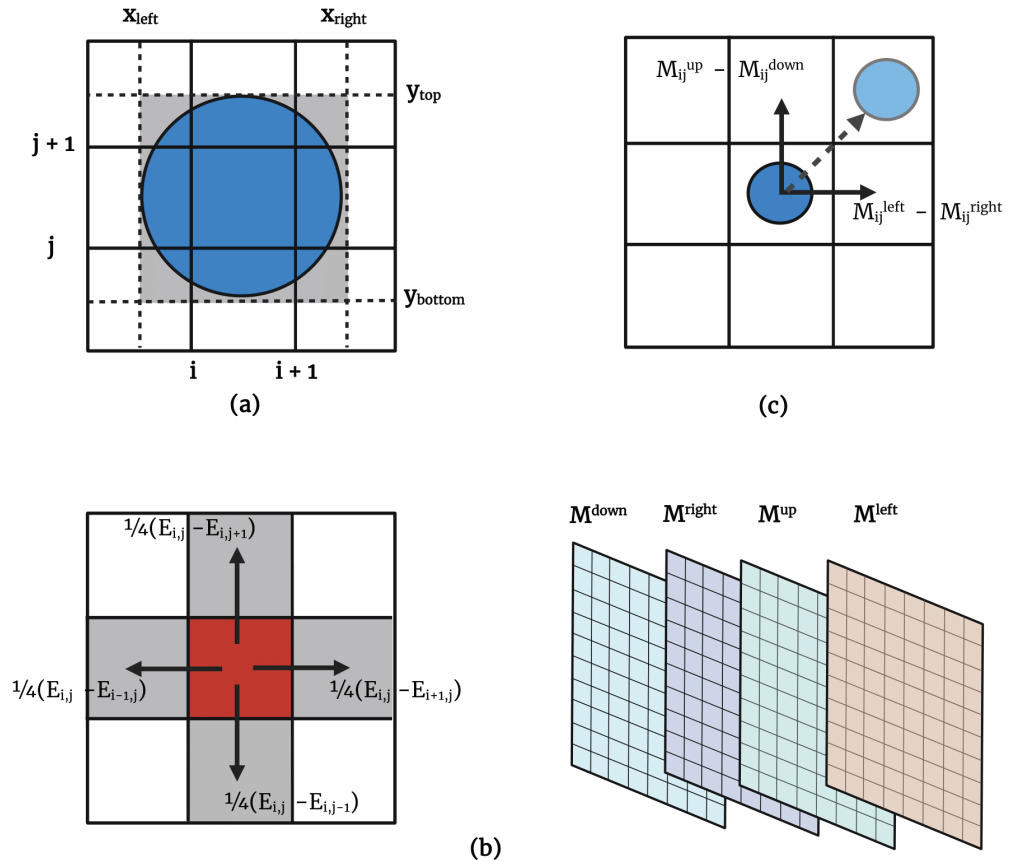 x_left
x_right
y_top
j + 1
j
y_bottom
i
i + 1
(a)
M_ij^up − M_ij^down
M_ij^left − M_ij^right
(c)
¼(E_i,j − E_i,j+1)
¼(E_i,j − E_i-1,j)
¼(E_i,j − E_i+1,j)
¼(E_i,j − E_i,j-1)
M^down
M^right
M^up
M^left
(b)